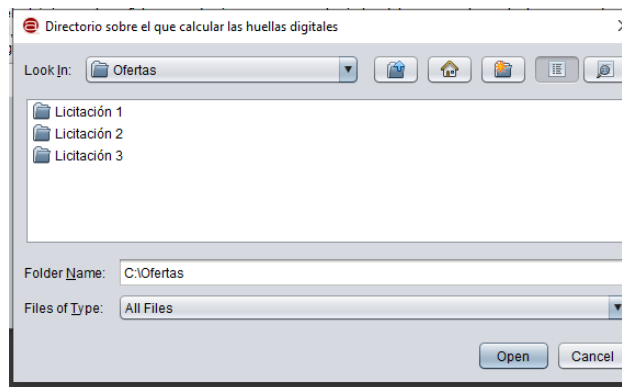 Directorio sobre el que calcular las huellas digitales
Look In: Ofertas
Licitación 1
Licitación 2
Licitación 3
Folder Name: C:\Ofertas
Files of Type: All Files
Open Cancel